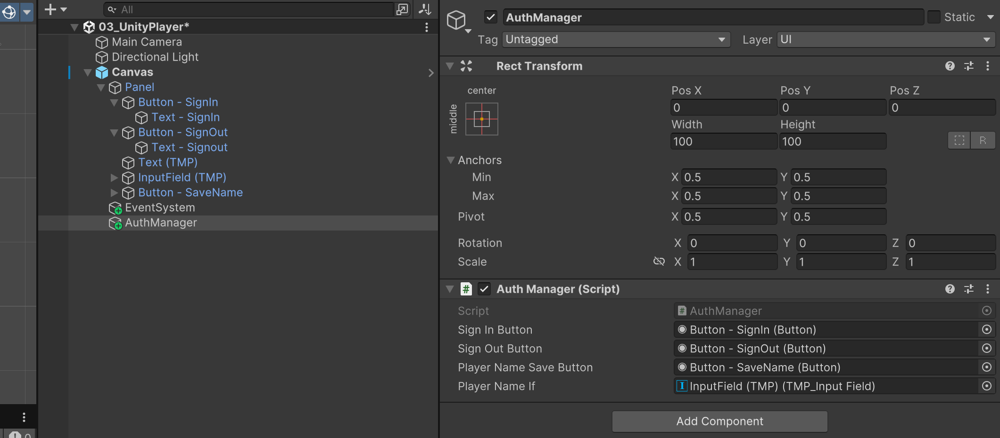 All
03_UnityPlayer*
Main Camera
Directional Light
Canvas
Panel
Button - SignIn
Text - SignIn
Button - SignOut
Text - Signout
Text (TMP)
InputField (TMP)
Button - SaveName
EventSystem
AuthManager
AuthManager
Static
Tag Untagged Layer UI
Rect Transform
center
middle
Pos X Pos Y Pos Z
0 0 0
Width Height
100 100
R
Anchors
Min X 0.5 Y 0.5
Max X 0.5 Y 0.5
Pivot X 0.5 Y 0.5
Rotation X 0 Y 0 Z 0
Scale X 1 Y 1 Z 1
# Auth Manager (Script)
Script # AuthManager
Sign In Button Button - SignIn (Button)
Sign Out Button Button - SignOut (Button)
Player Name Save Button Button - SaveName (Button)
Player Name If InputField (TMP) (TMP_Input Field)
Add Component
0